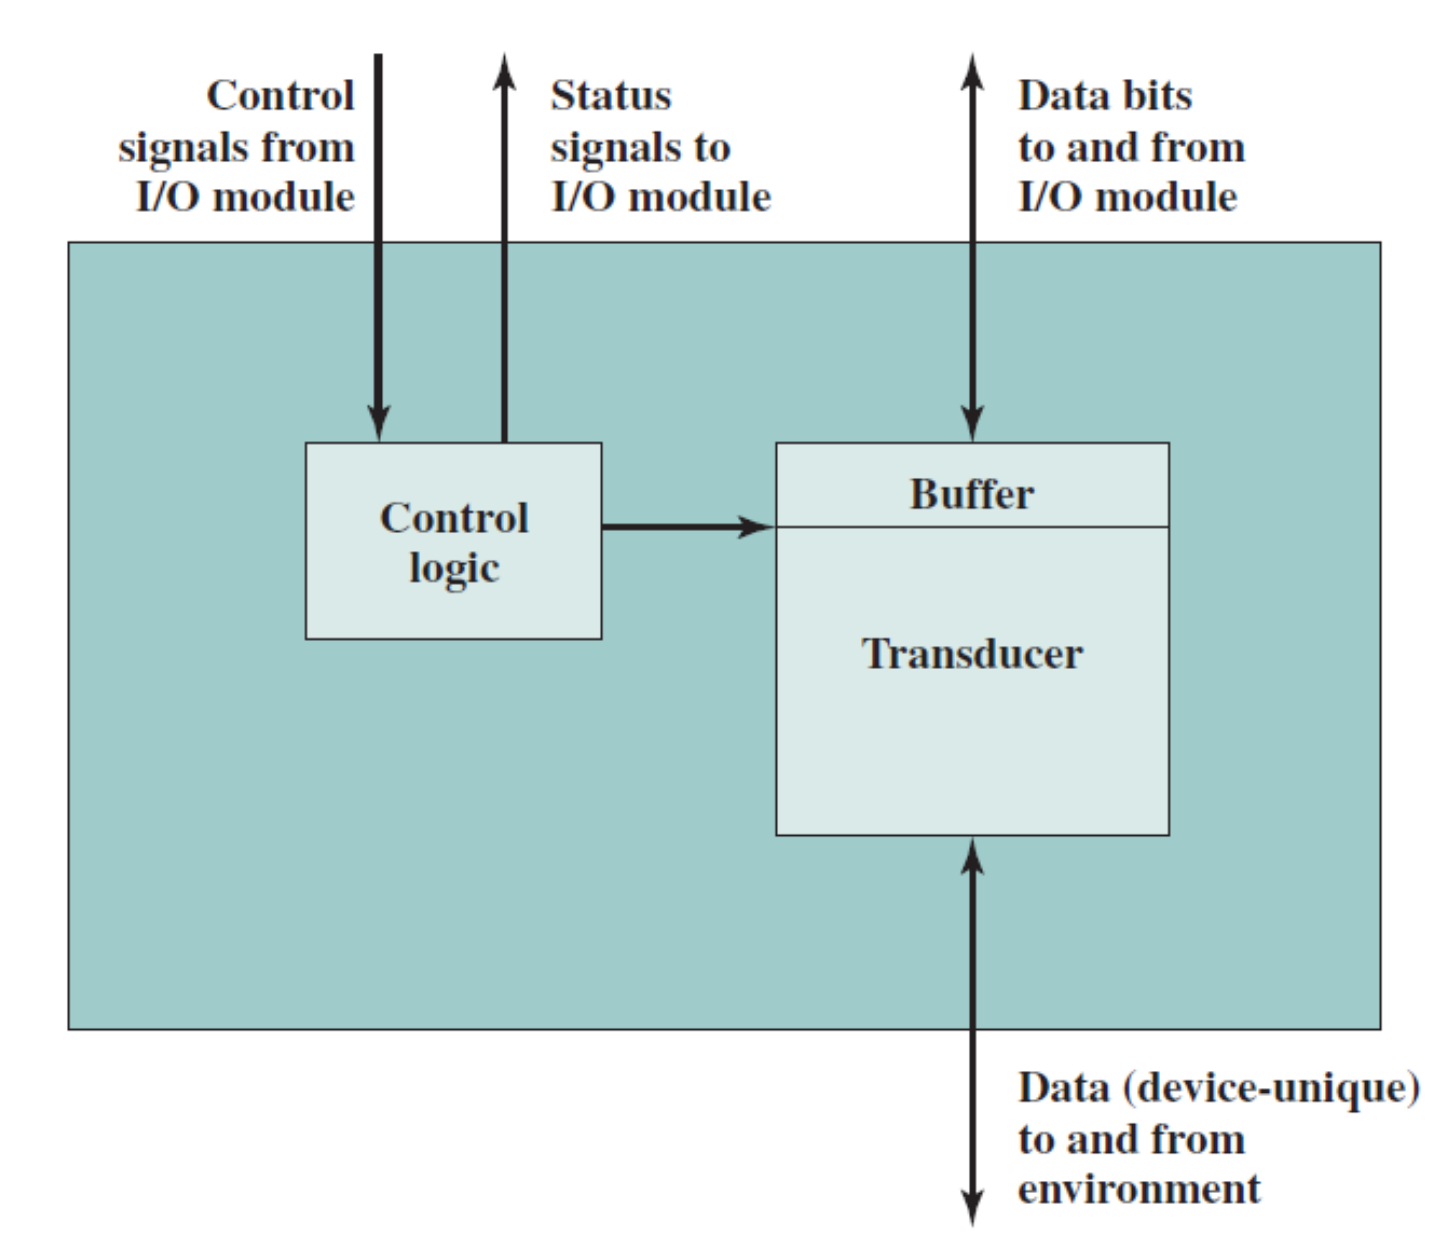 Control
signals from
I/O module
Status
signals to
I/O module
Data bits
to and from
I/O module
Control
logic
Buffer
Transducer
Data (device-unique)
to and from
environment